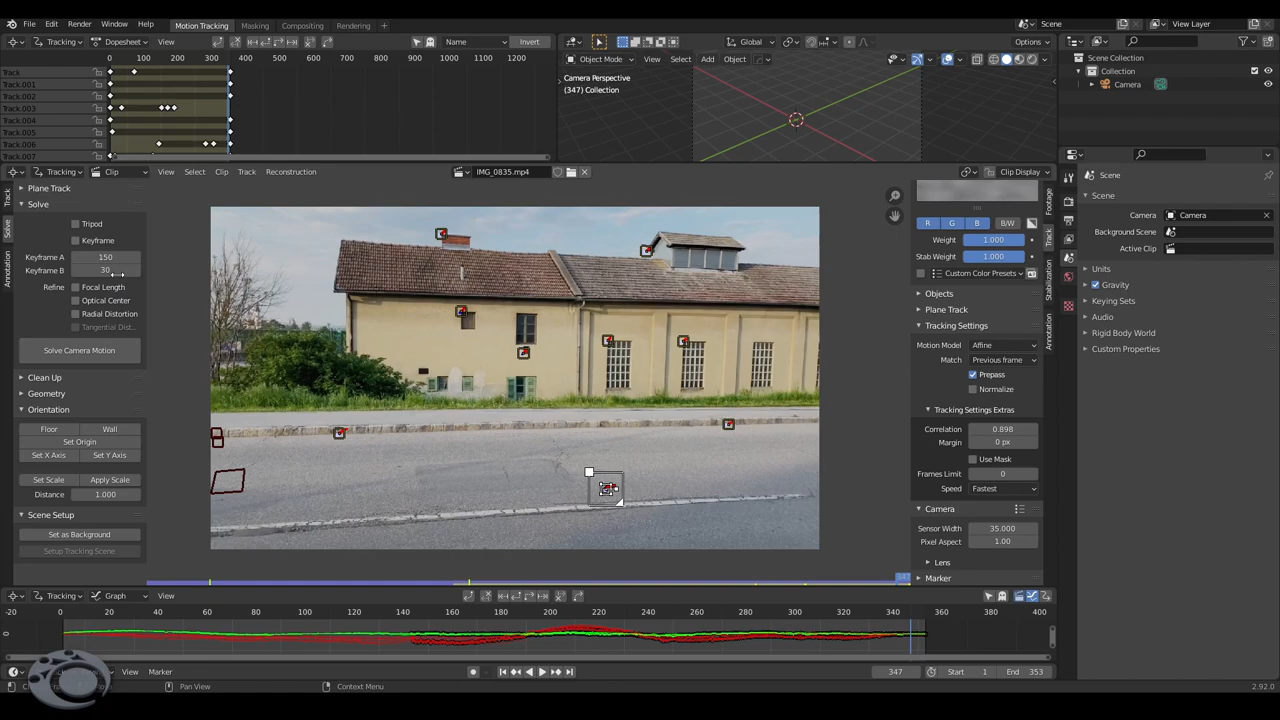 File Edit Render Window Help Motion Tracking Masking Compositing Rendering + Scene View Layer
Tracking Dopesheet View Name Invert Global Options
0 100 200 300 400 500 600 700 800 900 1000 1100 1200
Object Mode View Select Add Object
Camera Perspective
(347) Collection
Scene Collection
Collection
Camera
Track
Track.001
Track.002
Track.003
Track.004
Track.005
Track.006
Track.007
Tracking Clip View Select Clip Track Reconstruction IMG_0835.mp4 Clip Display
Plane Track
Solve
Tripod
Keyframe
Keyframe A 150
Keyframe B 30
Refine Focal Length
Optical Center
Radial Distortion
Tangential Dist...
Solve Camera Motion
Clean Up
Geometry
Orientation
Floor Wall
Set Origin
Set X Axis Set Y Axis
Set Scale Apply Scale
Distance 1.000
Scene Setup
Set as Background
Setup Tracking Scene
Track
Solve
Annotation
R G B B/W
Weight 1.000
Stab Weight 1.000
Custom Color Presets
Objects
Plane Track
Tracking Settings
Motion Model Affine
Match Previous frame
Prepass
Normalize
Tracking Settings Extras
Correlation 0.898
Margin 0 px
Use Mask
Frames Limit 0
Speed Fastest
Camera
Sensor Width 35.000
Pixel Aspect 1.00
Lens
Marker
Footage
Track
Stabilization
Annotation
Scene
Scene
Camera Camera
Background Scene
Active Clip
Units
Gravity
Keying Sets
Audio
Rigid Body World
Custom Properties
347
Tracking Graph View
-20 0 20 40 60 80 100 120 140 160 180 200 220 240 260 280 300 320 340 360 380 400
0
View Marker 347 Start 1 End 353
Pan View Context Menu 2.92.0